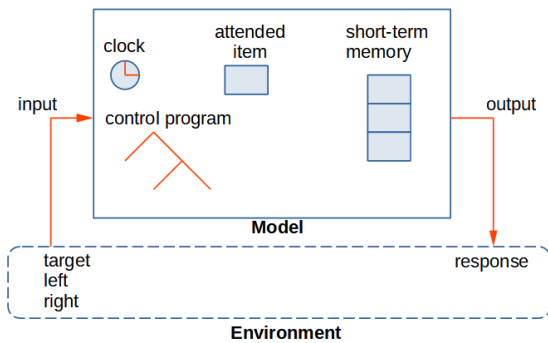 clock
attended
item
short-term
memory
input
output
control program
Model
target
left
right
response
Environment